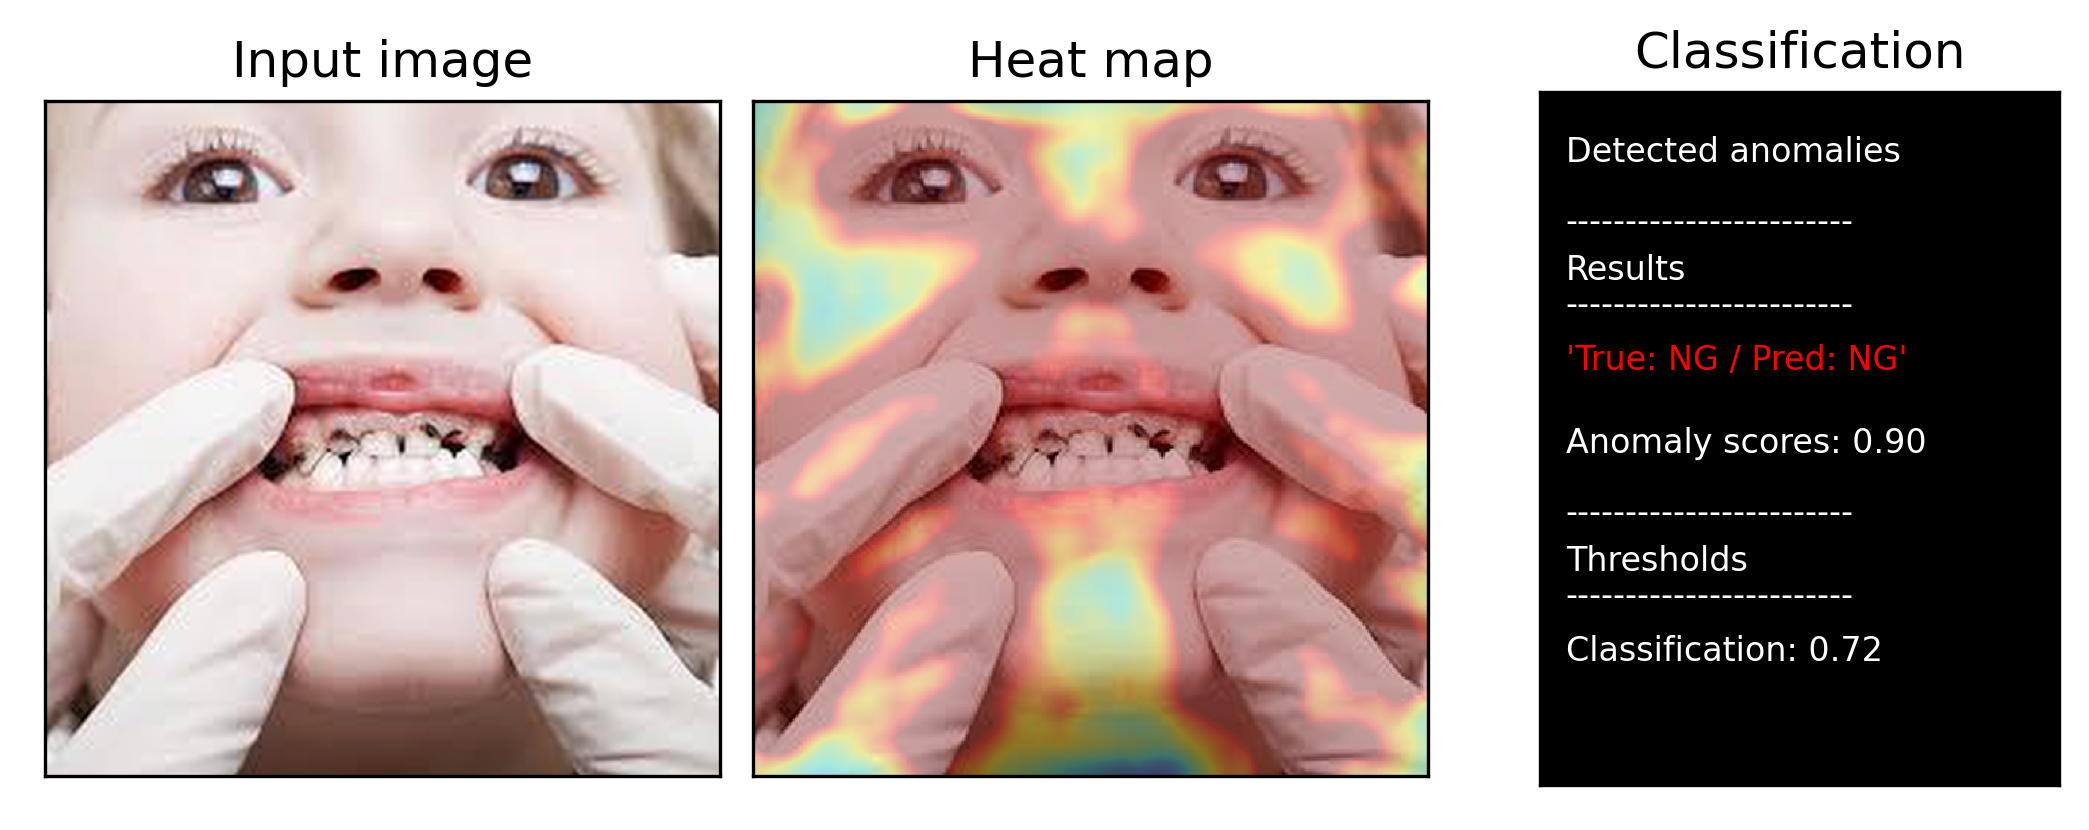 Input image
Heat map
Classification
Detected anomalies
------------------------
Results
------------------------
'True: NG / Pred: NG'
Anomaly scores: 0.90
------------------------
Thresholds
------------------------
Classification: 0.72